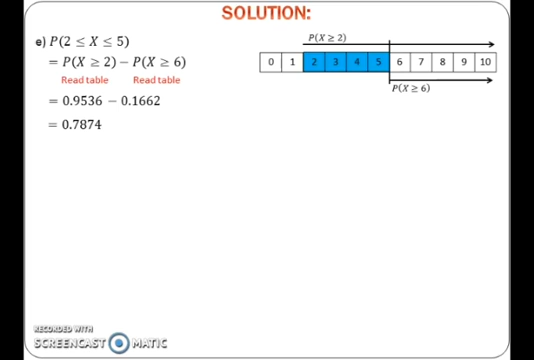 SOLUTION:
e) P(2 ≤ X ≤ 5)
= P(X ≥ 2) − P(X ≥ 6)
Read table Read table
= 0.9536 − 0.1662
= 0.7874
P(X ≥ 2)
0 1 2 3 4 5 6 7 8 9 10
P(X ≥ 6)
RECORDED WITH
SCREENCAST MATIC